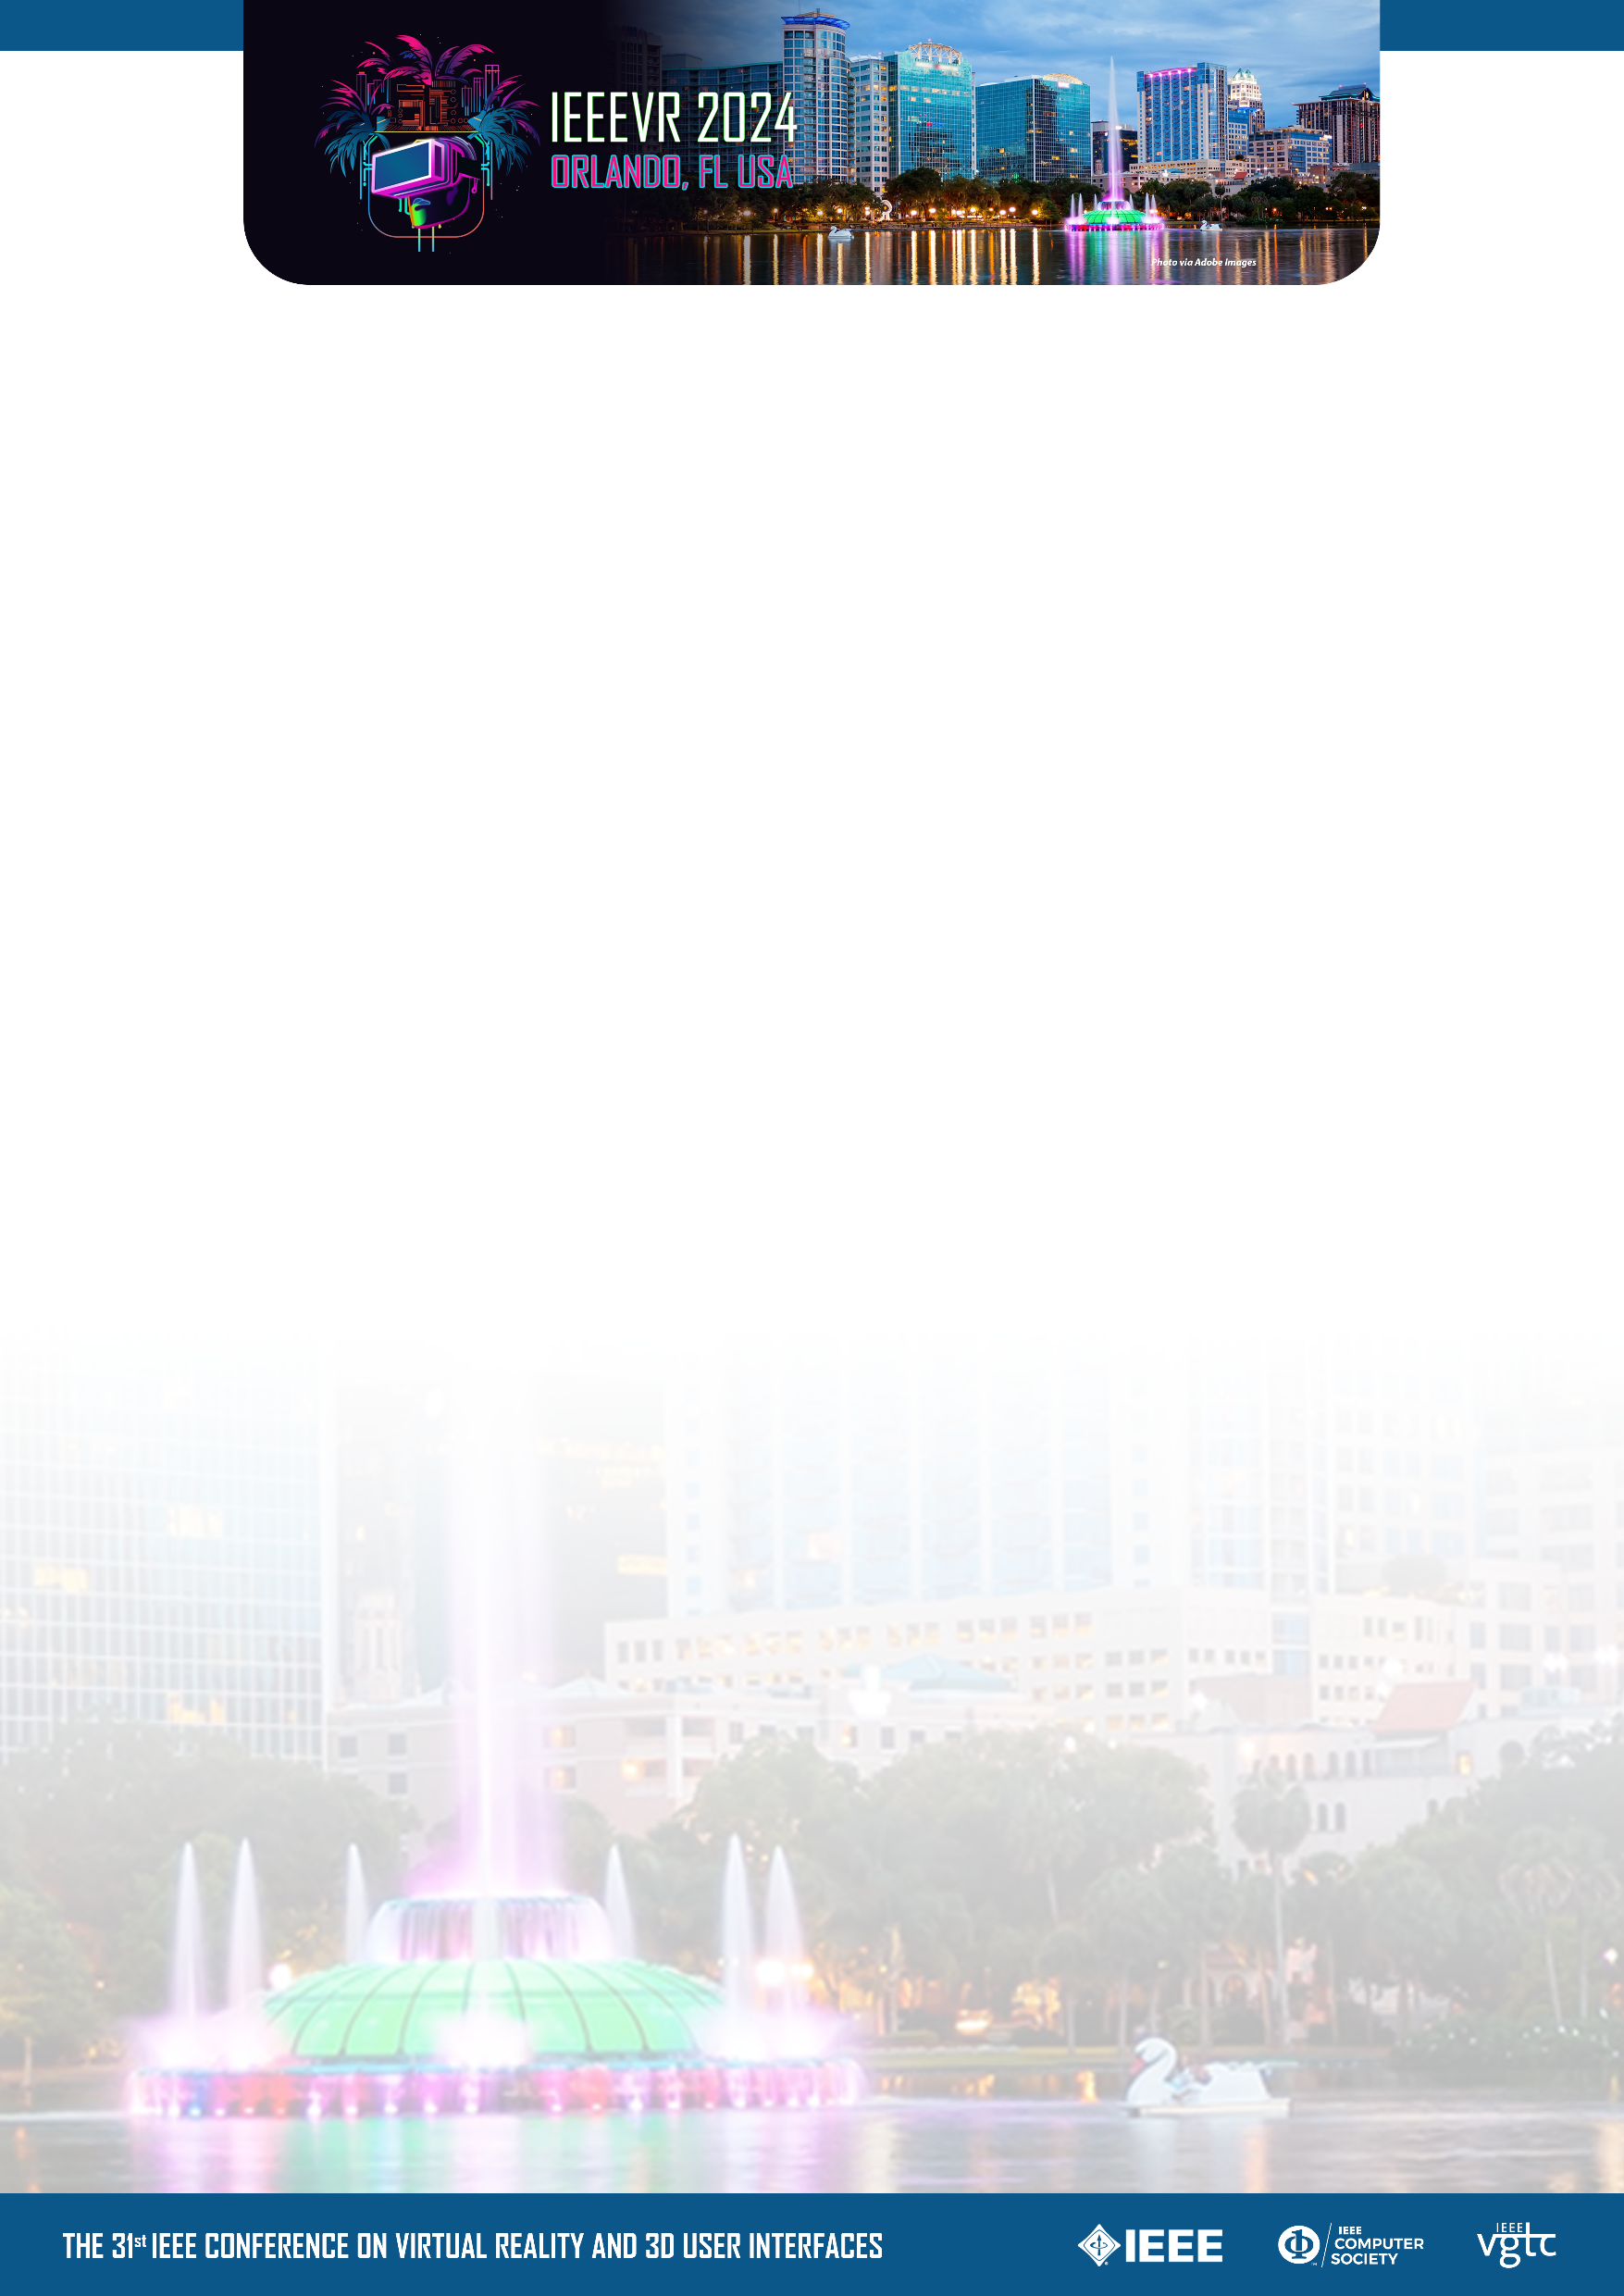 IEEEVR 2024
ORLANDO, FL USA
Photo via Adobe Images
THE 31st IEEE CONFERENCE ON VIRTUAL REALITY AND 3D USER INTERFACES
IEEE
IEEE
COMPUTER
SOCIETY
IEEE
vgtc